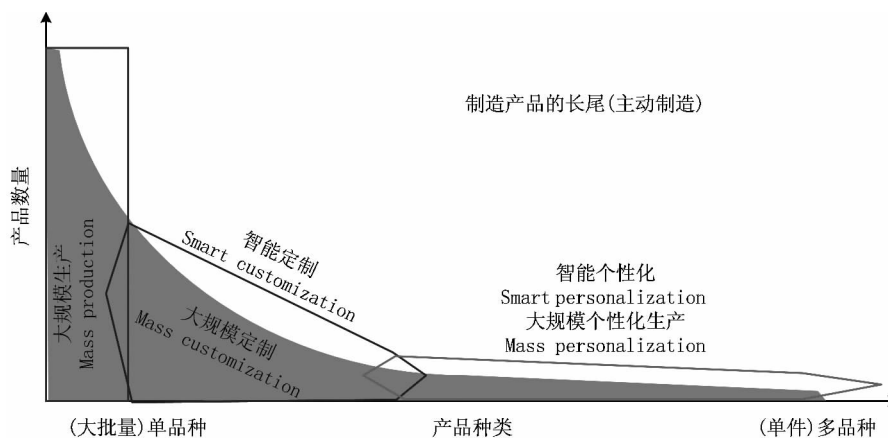 制造产品的长尾(主动制造)
产品数量
大规模生产
Mass production
智能定制
Smart customization
大规模定制
Mass customization
智能个性化
Smart personalization
大规模个性化生产
Mass personalization
(大批量)单品种
产品种类
(单件)多品种